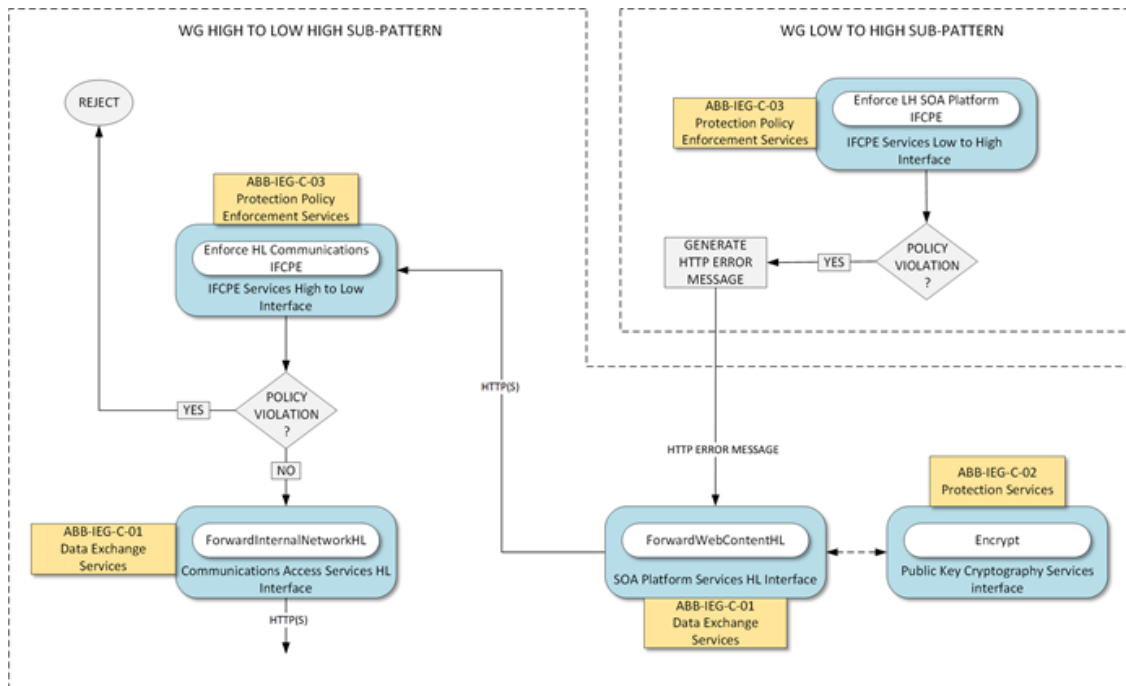 WG HIGH TO LOW HIGH SUB-PATTERN
WG LOW TO HIGH SUB-PATTERN
REJECT
ABB-IEG-C-03
Protection Policy
Enforcement Services
Enforce LH SOA Platform
IFCPE
IFCPE Services Low to High
Interface
ABB-IEG-C-03
Protection Policy
Enforcement Services
Enforce HL Communications
IFCPE
IFCPE Services High to Low
Interface
GENERATE
HTTP ERROR
MESSAGE
YES
POLICY
VIOLATION
?
HTTP(S)
YES
POLICY
VIOLATION
?
NO
HTTP ERROR MESSAGE
ABB-IEG-C-02
Protection Services
ABB-IEG-C-01
Data Exchange
Services
ForwardInternalNetworkHL
Communications Access Services HL
Interface
HTTP(S)
ForwardWebContentHL
SOA Platform Services HL Interface
ABB-IEG-C-01
Data Exchange
Services
Encrypt
Public Key Cryptography Services
interface